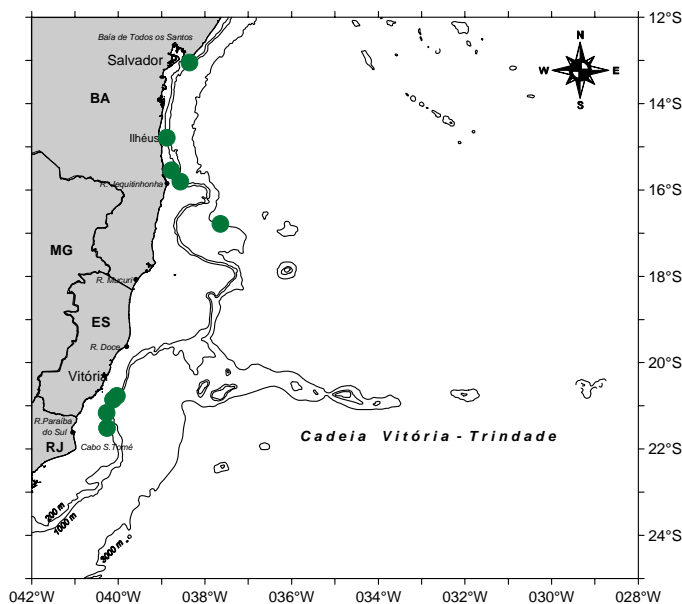 12°S
Baía de Todos os Santos
N
Salvador
W E
S
BA
14°S
Ilhéus
R. Jequitinhonha
16°S
MG
R. Mucuri
18°S
ES
R. Doce
20°S
Vitória
R.Paraíba
do Sul
Cadeia Vitória - Trindade
RJ
Cabo S.Tomé
22°S
200 m
1000 m
3000 m
24°S
042°W 040°W 038°W 036°W 034°W 032°W 030°W 028°W